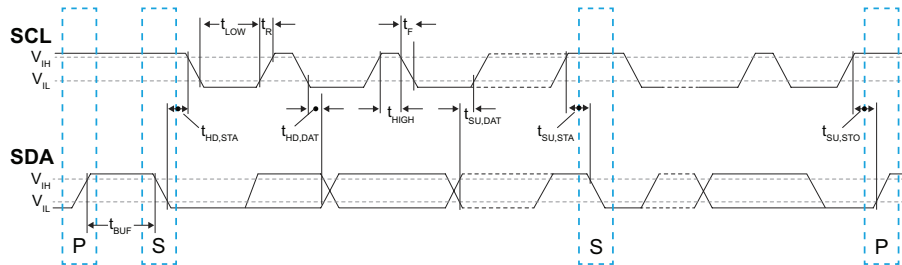 SCL
VIH
VIL
tLOW
tR
tF
tHD,STA
tHD,DAT
tHIGH
tSU,DAT
tSU,STA
tSU,STO
SDA
VIH
VIL
tBUF
P
S
S
P